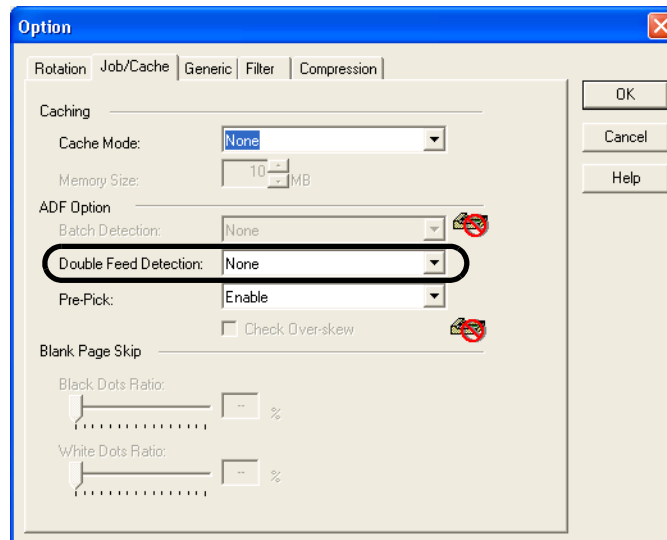 Option
Rotation Job/Cache Generic Filter Compression
OK
Cancel
Help
Caching
Cache Mode: None
Memory Size: 10 MB
ADF Option
Batch Detection: None
Double Feed Detection: None
Pre-Pick: Enable
Check Over-skew
Blank Page Skip
Black Dots Ratio:
-- %
White Dots Ratio:
-- %